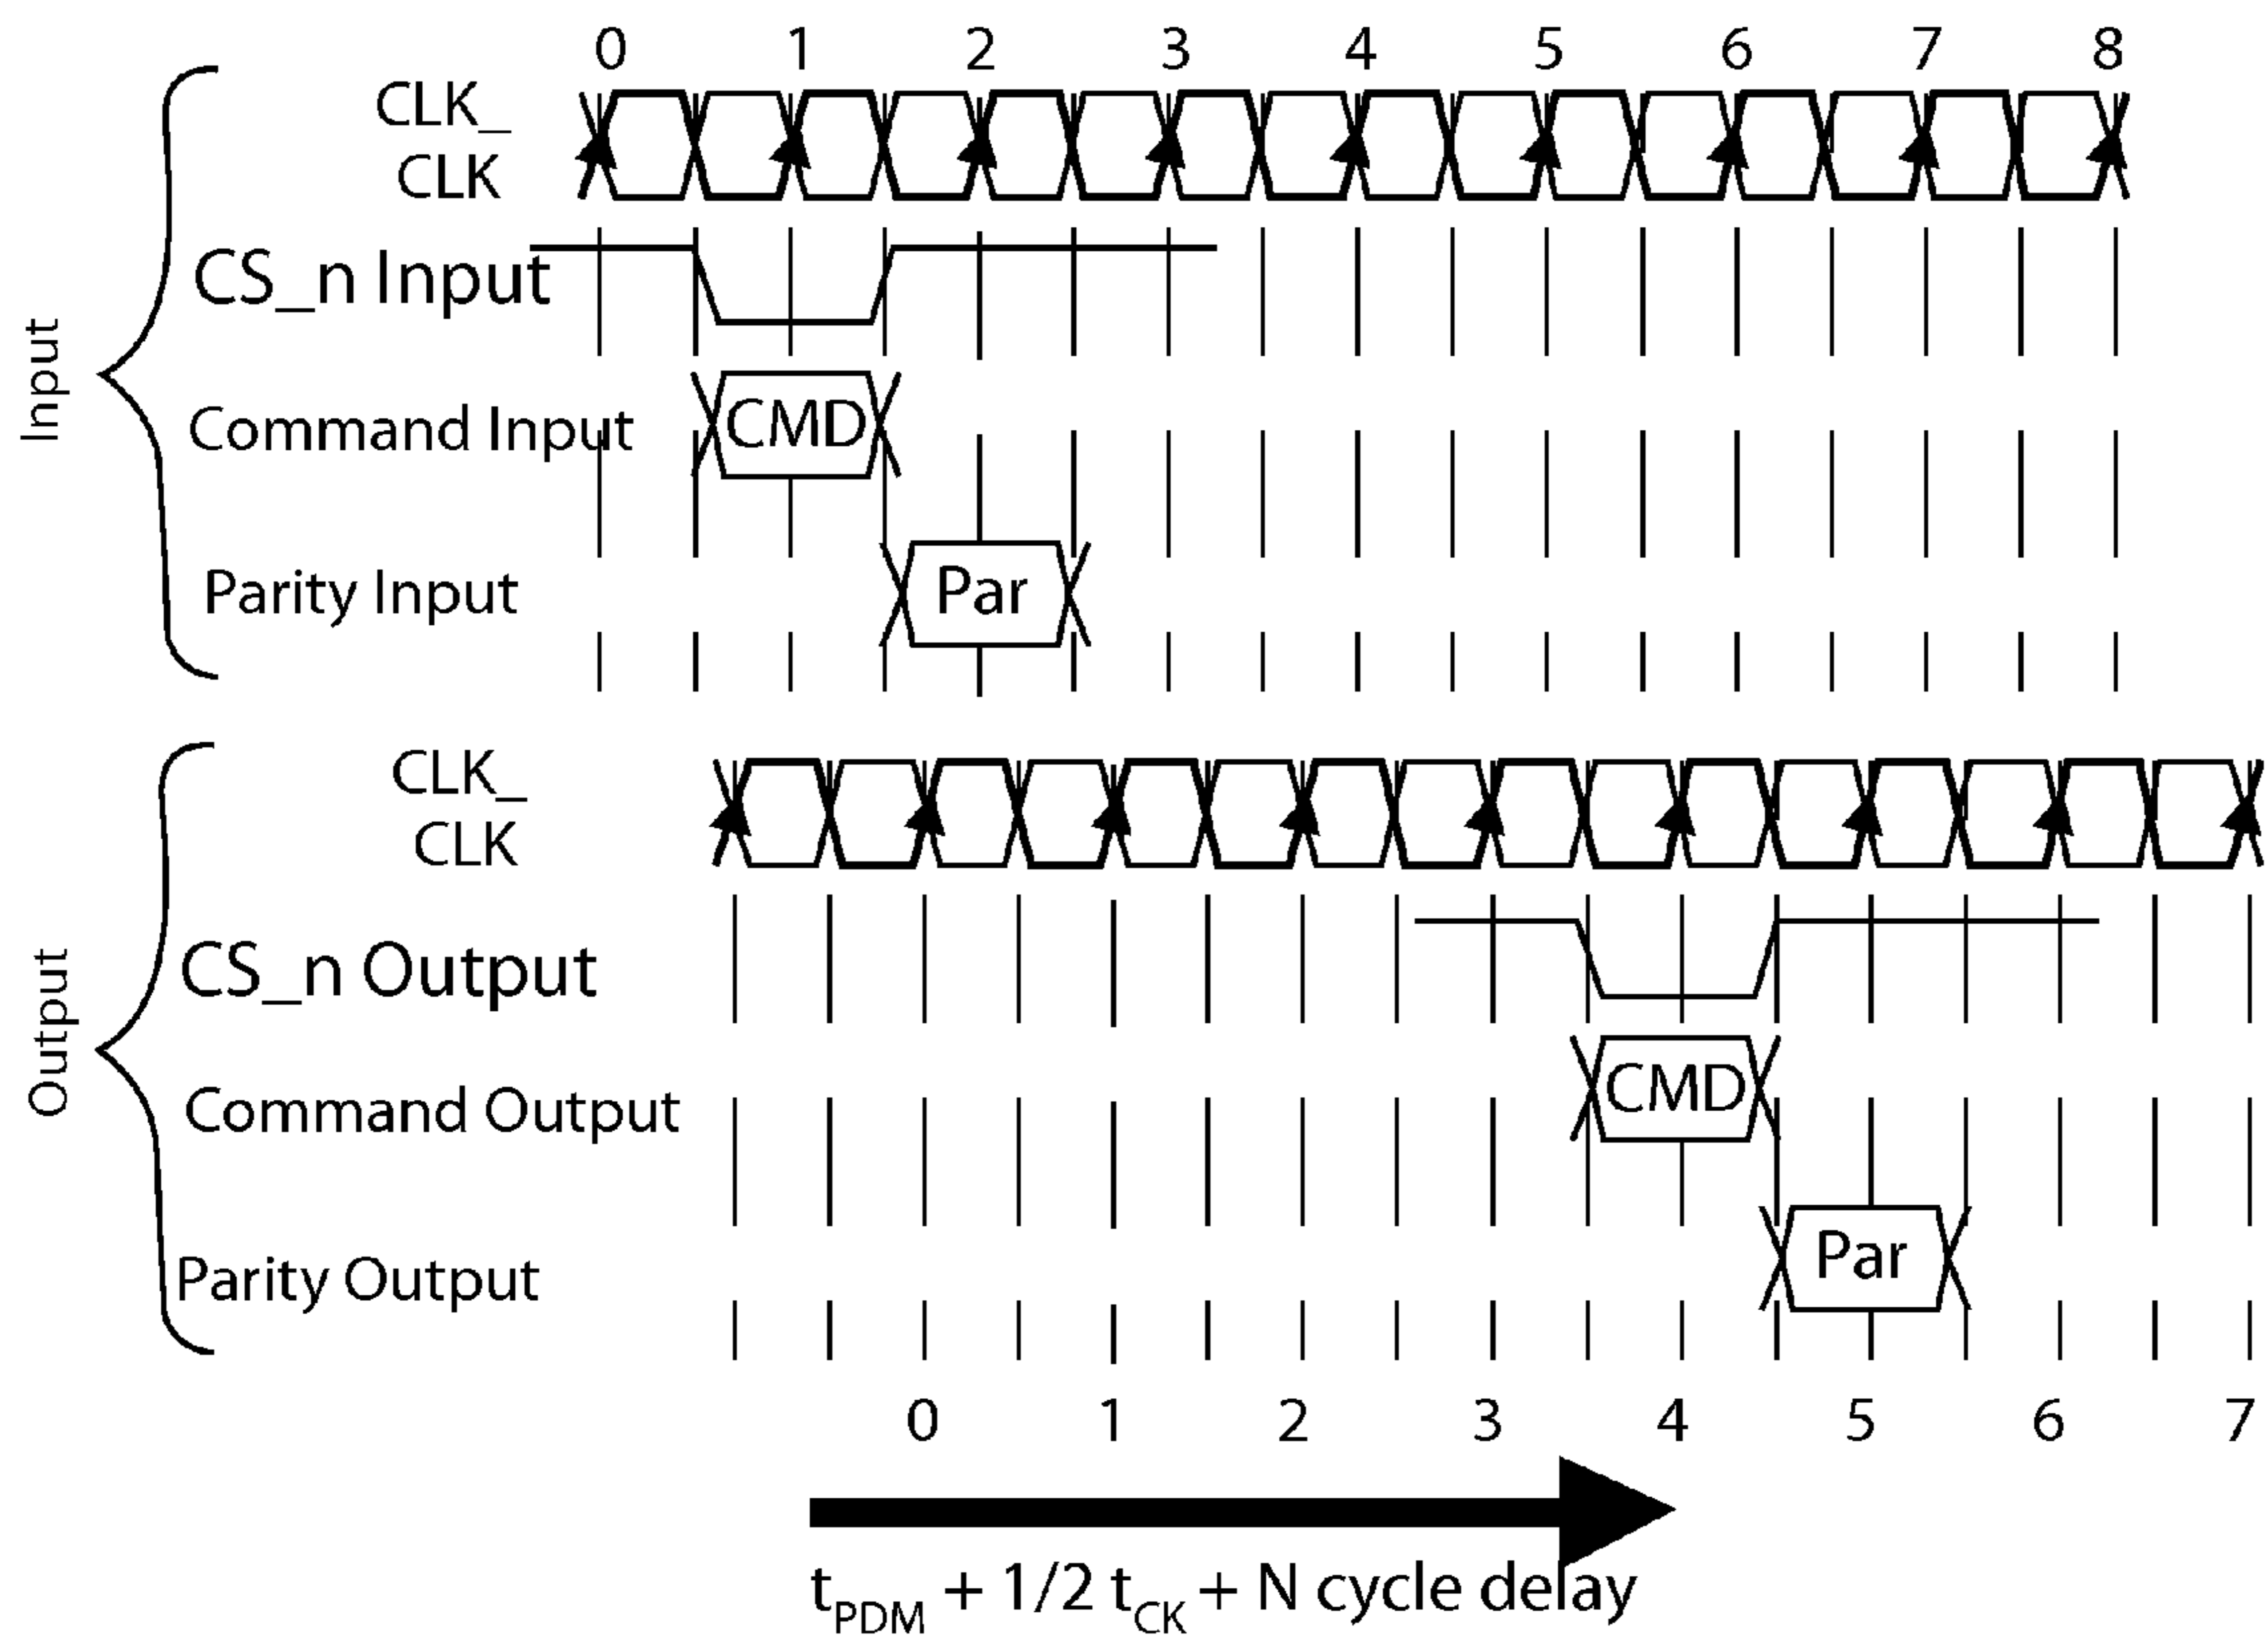 0 1 2 3 4 5 6 7 8
CLK_
CLK
CS_n Input
Input
Command Input
CMD
Parity Input
Par
CLK_
CLK
CS_n Output
Output
Command Output
CMD
Parity Output
Par
0 1 2 3 4 5 6 7
tPDM + 1/2 tCK + N cycle delay